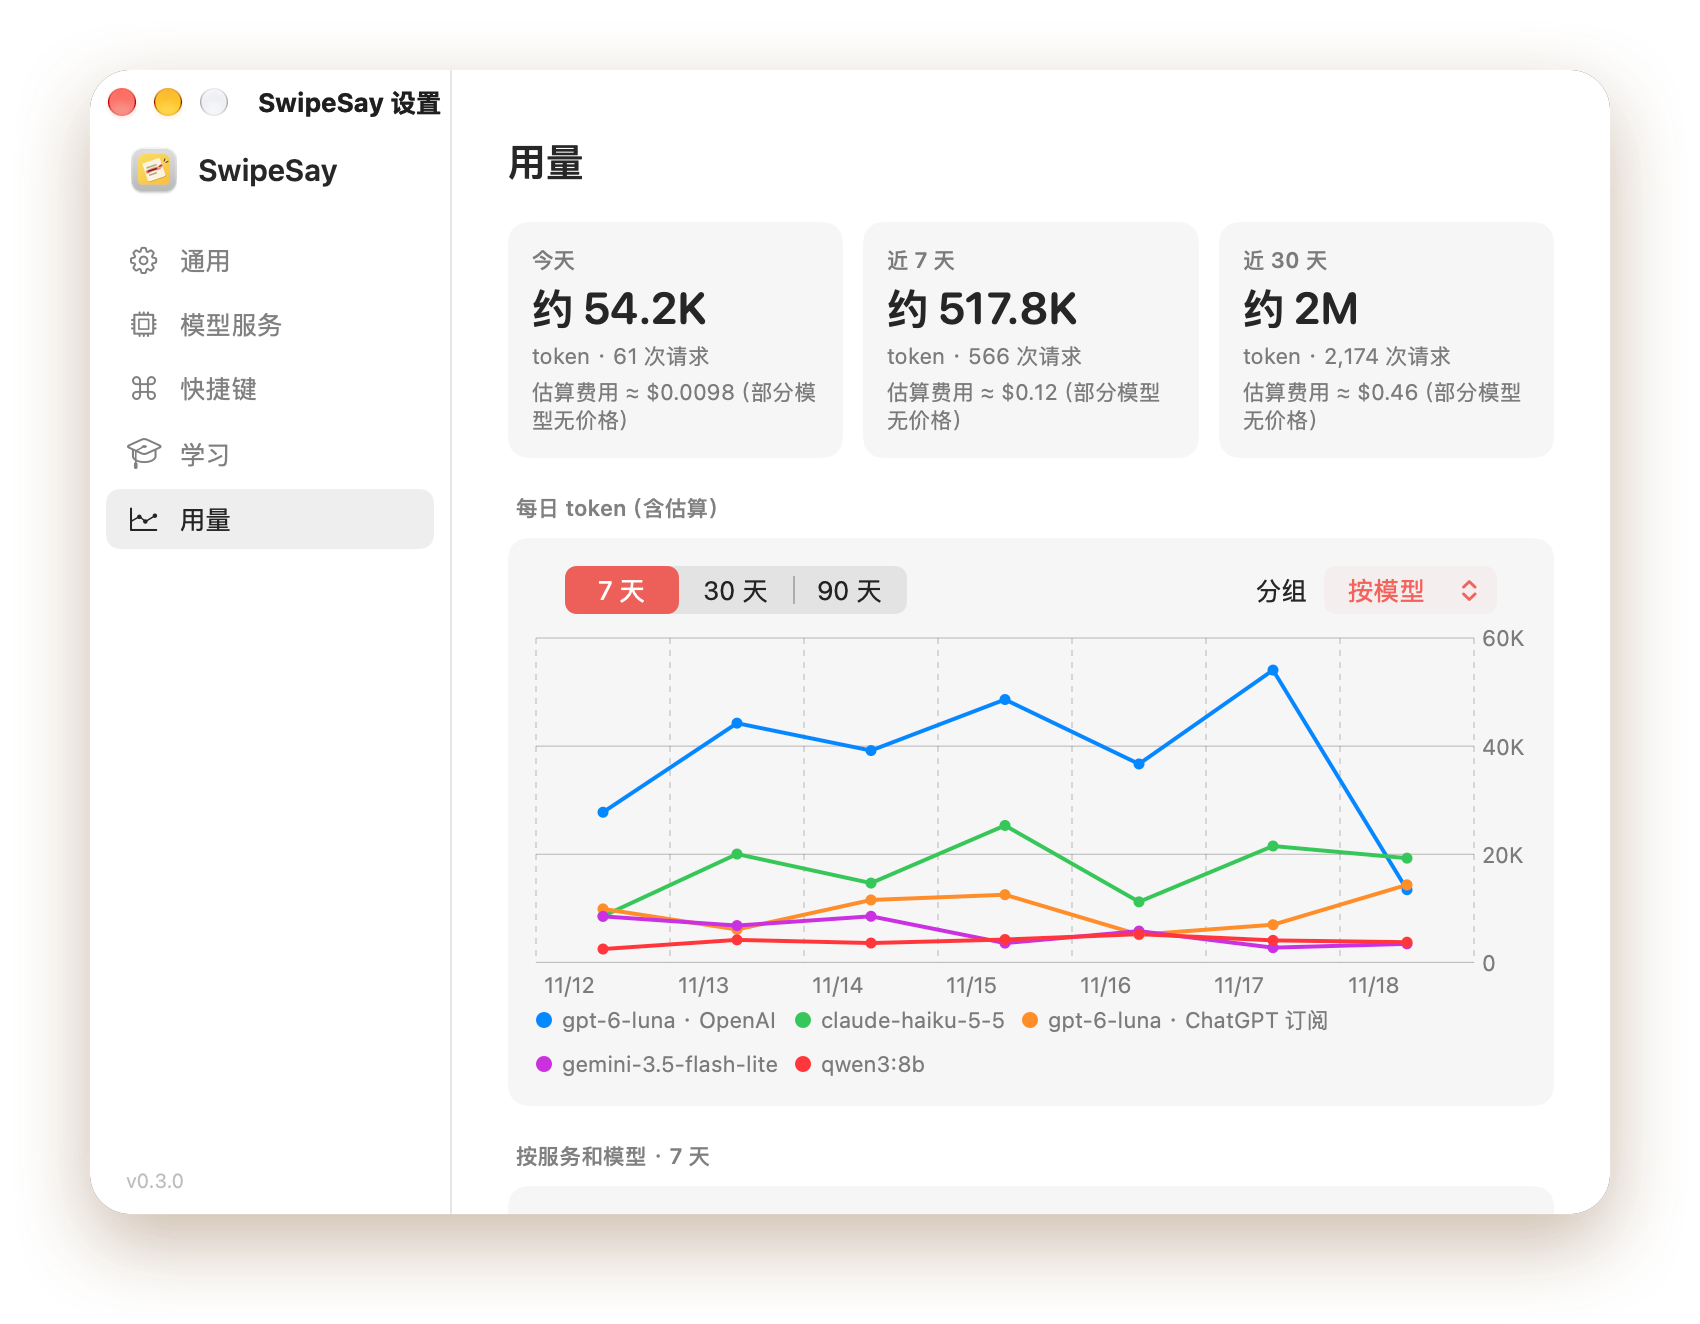 SwipeSay 设置
SwipeSay
通用
模型服务
快捷键
学习
用量
v0.3.0
用量
今天
约 54.2K
token · 61 次请求
估算费用 ≈ $0.0098 (部分模
型无价格)
近 7 天
约 517.8K
token · 566 次请求
估算费用 ≈ $0.12 (部分模型
无价格)
近 30 天
约 2M
token · 2,174 次请求
估算费用 ≈ $0.46 (部分模型
无价格)
每日 token (含估算)
7 天 30 天 90 天
分组 按模型
60K
40K
20K
0
11/12 11/13 11/14 11/15 11/16 11/17 11/18
gpt-6-luna · OpenAI claude-haiku-5-5 gpt-6-luna · ChatGPT 订阅
gemini-3.5-flash-lite qwen3:8b
按服务和模型 · 7 天